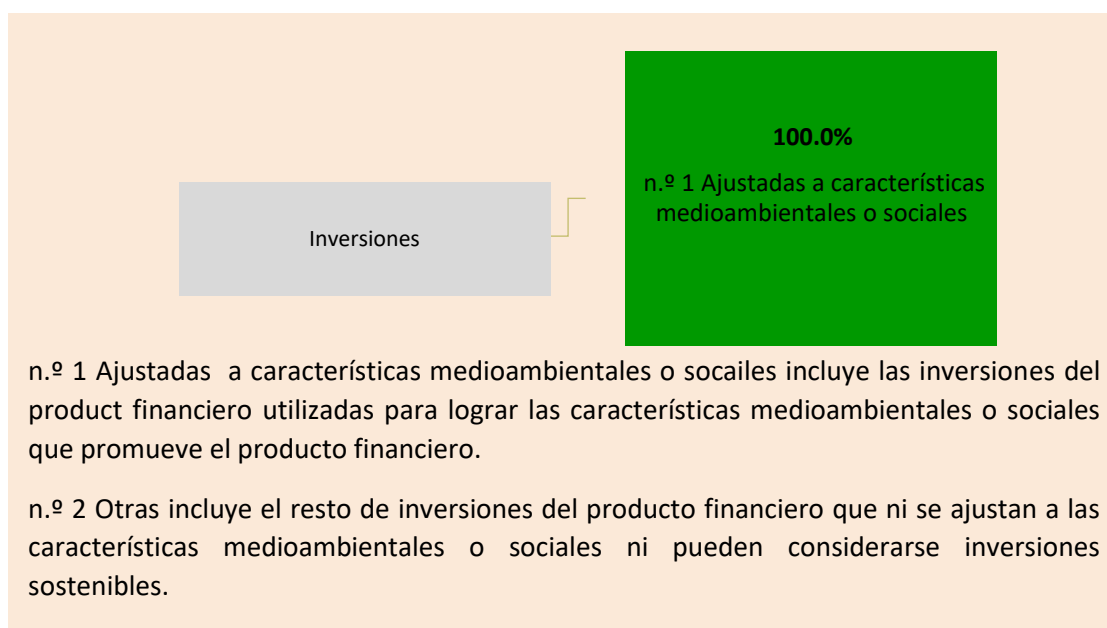 100.0%
n.º 1 Ajustadas a características
medioambientales o sociales
Inversiones
n.º 1 Ajustadas a características medioambientales o socailes incluye las inversiones del
product financiero utilizadas para lograr las características medioambientales o sociales
que promueve el producto financiero.
n.º 2 Otras incluye el resto de inversiones del producto financiero que ni se ajustan a las
características medioambientales o sociales ni pueden considerarse inversiones
sostenibles.